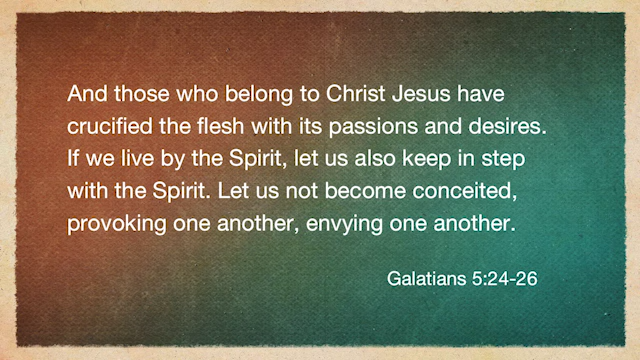 And those who belong to Christ Jesus have
crucified the flesh with its passions and desires.
If we live by the Spirit, let us also keep in step
with the Spirit. Let us not become conceited,
provoking one another, envying one another.
Galatians 5:24-26